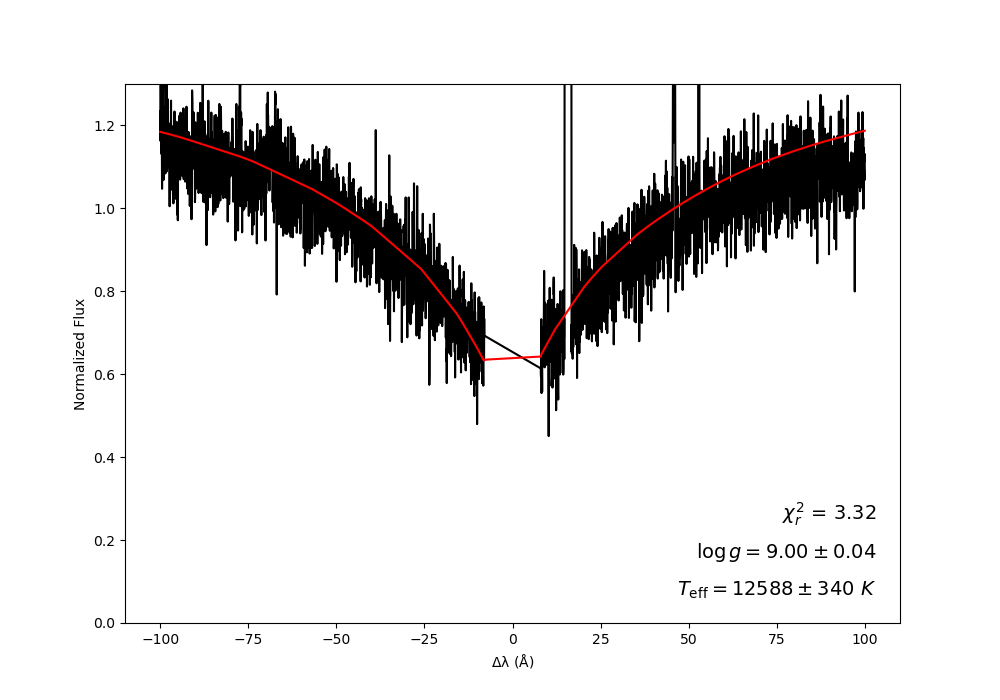 1.2
1.0
0.8
0.6
0.4
0.2
0.0
Normalized Flux
χ²ᵣ = 3.32
log g = 9.00 ± 0.04
T_eff = 12588 ± 340 K
−100 −75 −50 −25 0 25 50 75 100
Δλ (Å)